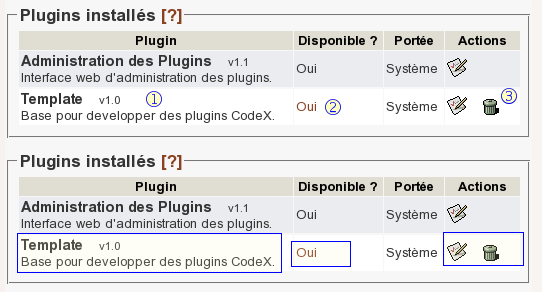 Plugins installés [?]
Plugin Disponible ? Portée Actions
Administration des Plugins v1.1
Interface web d'administration des plugins.
Oui Système
Template v1.0 1
Base pour developper des plugins CodeX.
Oui 2 Système 3
Plugins installés [?]
Plugin Disponible ? Portée Actions
Administration des Plugins v1.1
Interface web d'administration des plugins.
Oui Système
Template v1.0
Base pour developper des plugins CodeX.
Oui Système